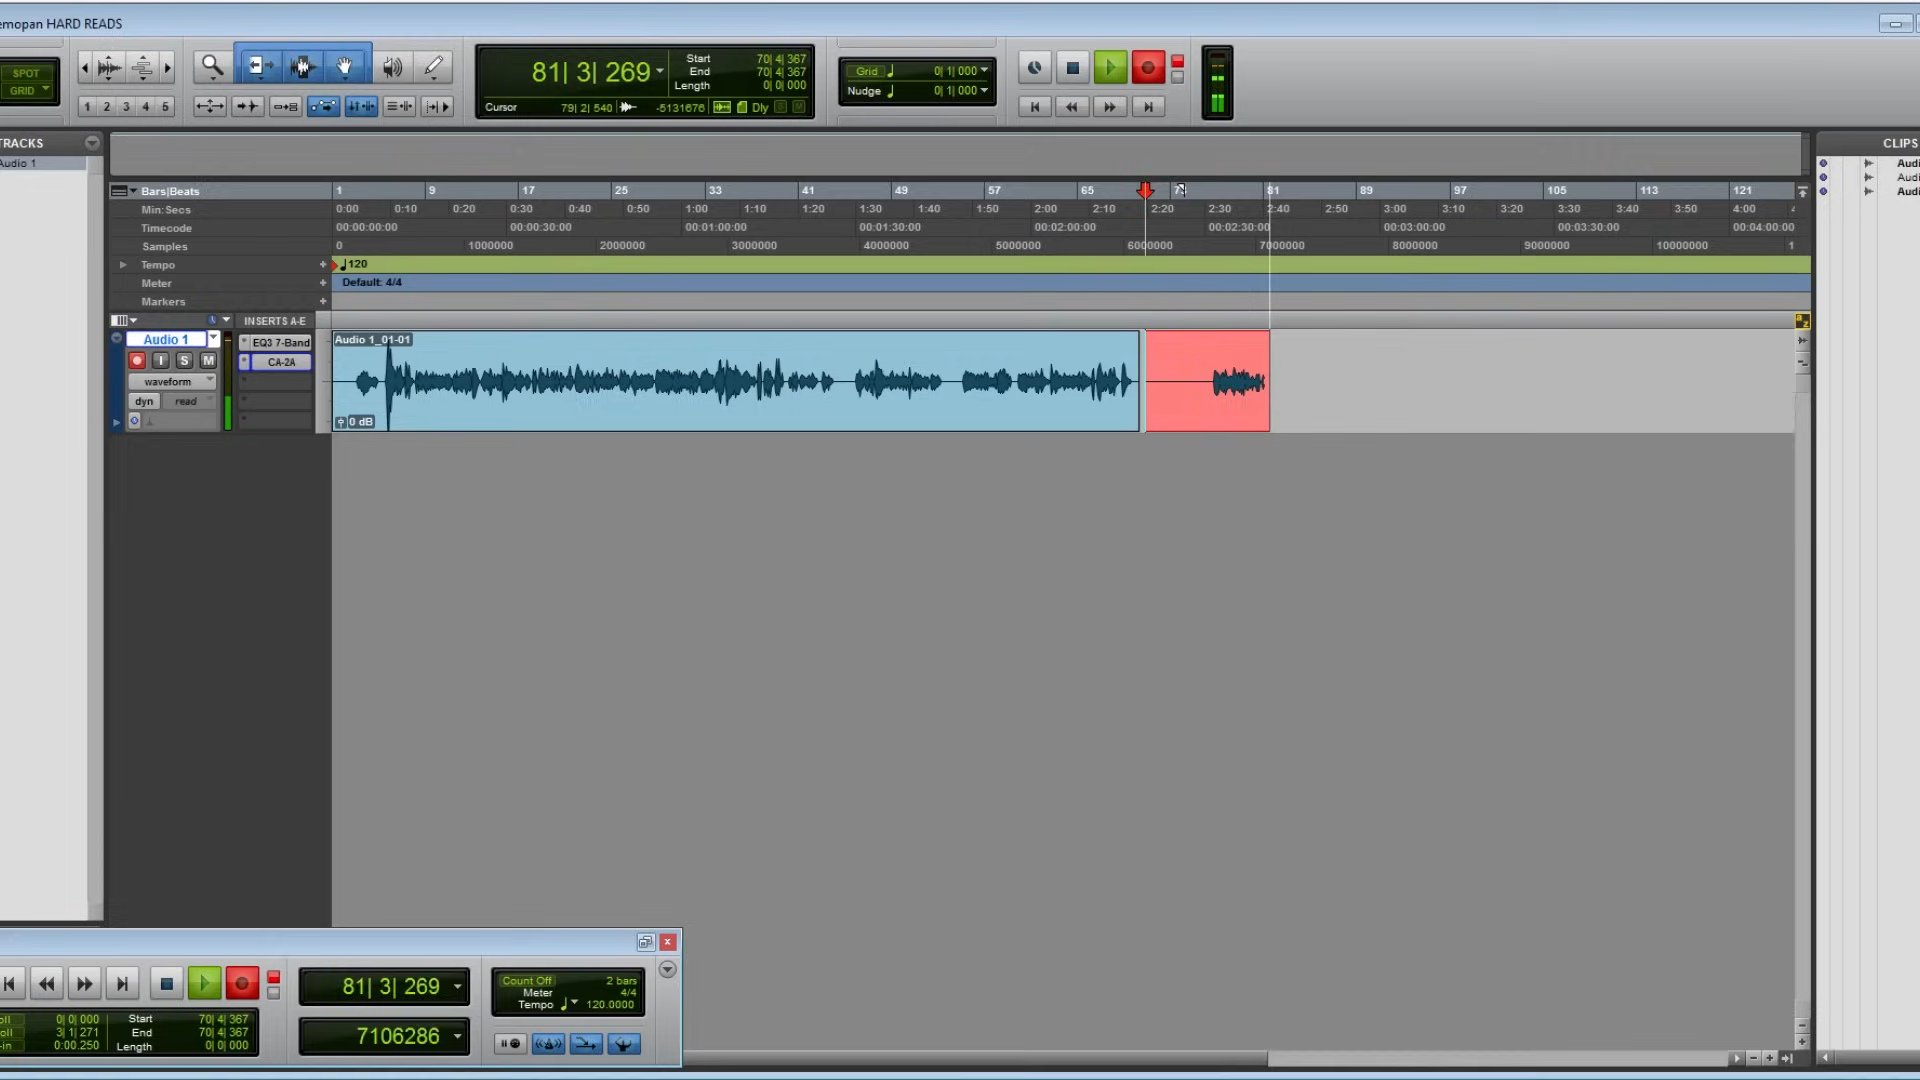 emopan HARD READS
SPOT
GRID
1 2 3 4 5
81| 3| 269
Start 70| 4| 367
End 70| 4| 367
Length 0| 0| 000
Cursor 79| 2| 540 -5131676 Dly
Grid 0| 1| 000
Nudge 0| 1| 000
TRACKS
Audio 1
CLIPS
Audi
Audi
Audi
Bars|Beats 1 9 17 25 33 41 49 57 65 73 81 89 97 105 113 121
Min:Secs 0:00 0:10 0:20 0:30 0:40 0:50 1:00 1:10 1:20 1:30 1:40 1:50 2:00 2:10 2:20 2:30 2:40 2:50 3:00 3:10 3:20 3:30 3:40 3:50 4:00
Timecode 00:00:00:00 00:00:30:00 00:01:00:00 00:01:30:00 00:02:00:00 00:02:30:00 00:03:00:00 00:03:30:00 00:04:00:00
Samples 0 1000000 2000000 3000000 4000000 5000000 6000000 7000000 8000000 9000000 10000000 1
Tempo 120
Meter Default: 4/4
Markers
INSERTS A-E
Audio 1
EQ3 7-Band
I S M
CA-2A
waveform
dyn read
Audio 1_01-01
0 dB
81| 3| 269
Count Off 2 bars
Meter 4/4
Tempo 120.0000
oll 0| 0| 000 Start 70| 4| 367
oll 3| 1| 271 End 70| 4| 367
-in 0:00.250 Length 0| 0| 000
7106286